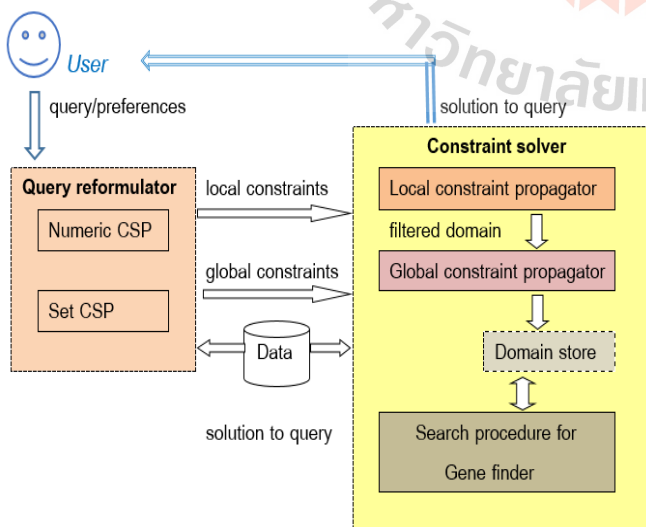 User
query/preferences
solution to query
Query reformulator
Numeric CSP
Set CSP
local constraints
global constraints
Data
solution to query
Constraint solver
Local constraint propagator
filtered domain
Global constraint propagator
Domain store
Search procedure for
Gene finder